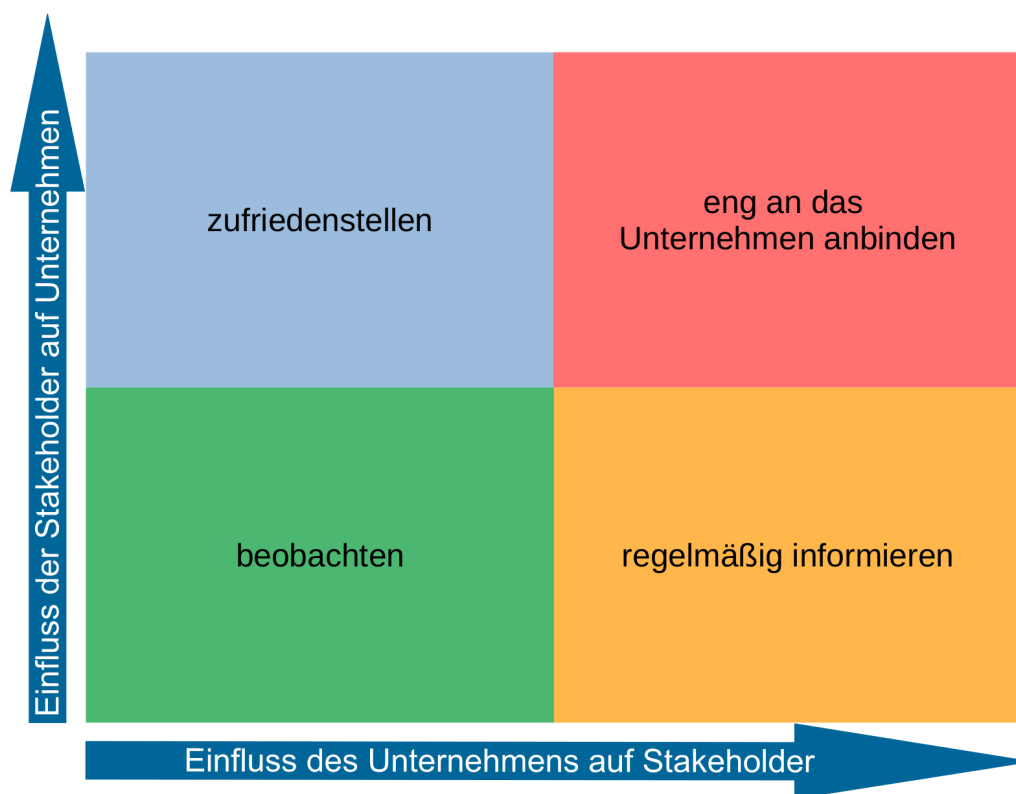 Einfluss der Stakeholder auf Unternehmen
zufriedenstellen
eng an das
Unternehmen anbinden
beobachten
regelmäßig informieren
Einfluss des Unternehmens auf Stakeholder